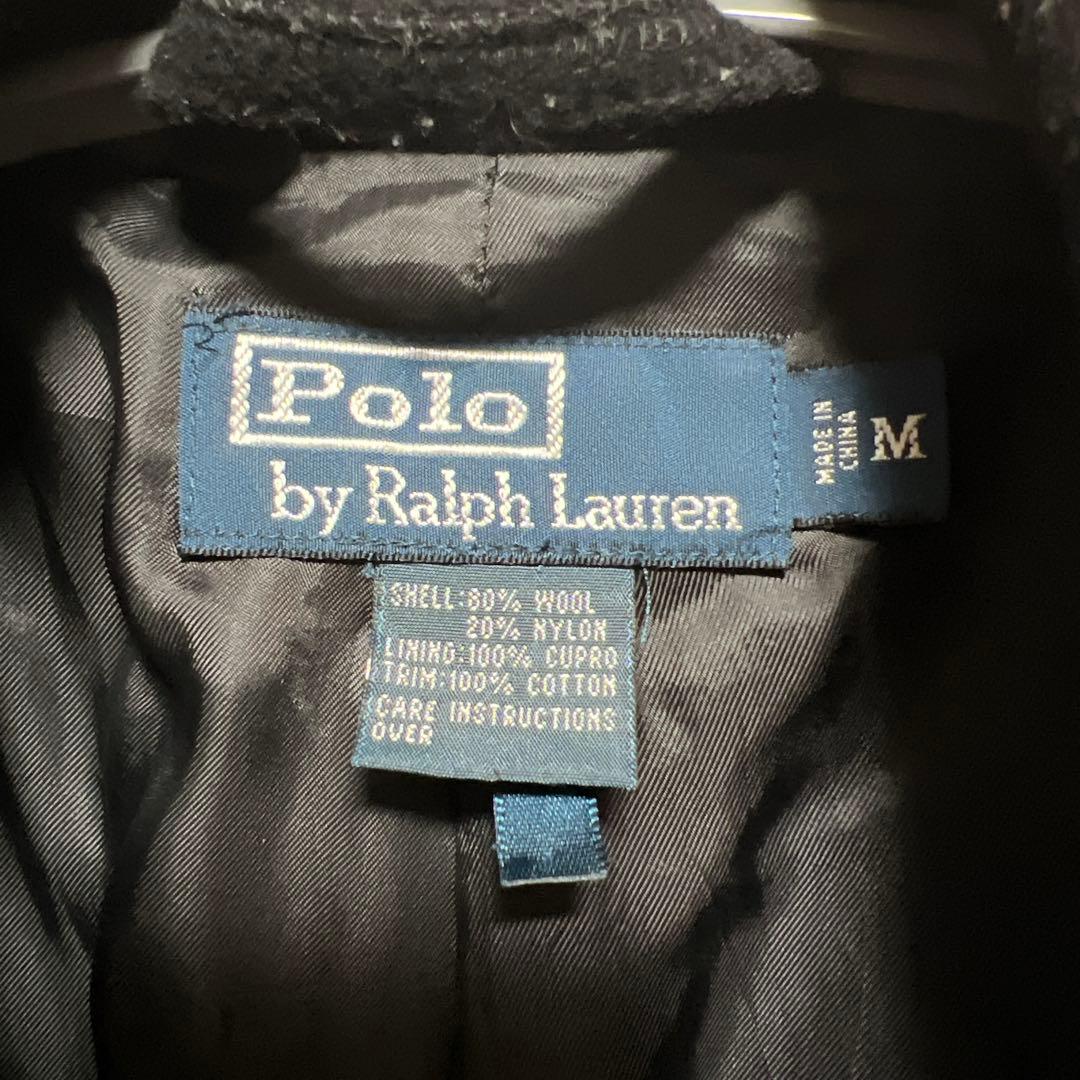 Polo
by Ralph Lauren
MADE IN
CHINA
M
SHELL:80% WOOL
20% NYLON
LINING:100% CUPRO
TRIM:100% COTTON
CARE INSTRUCTIONS
OVER